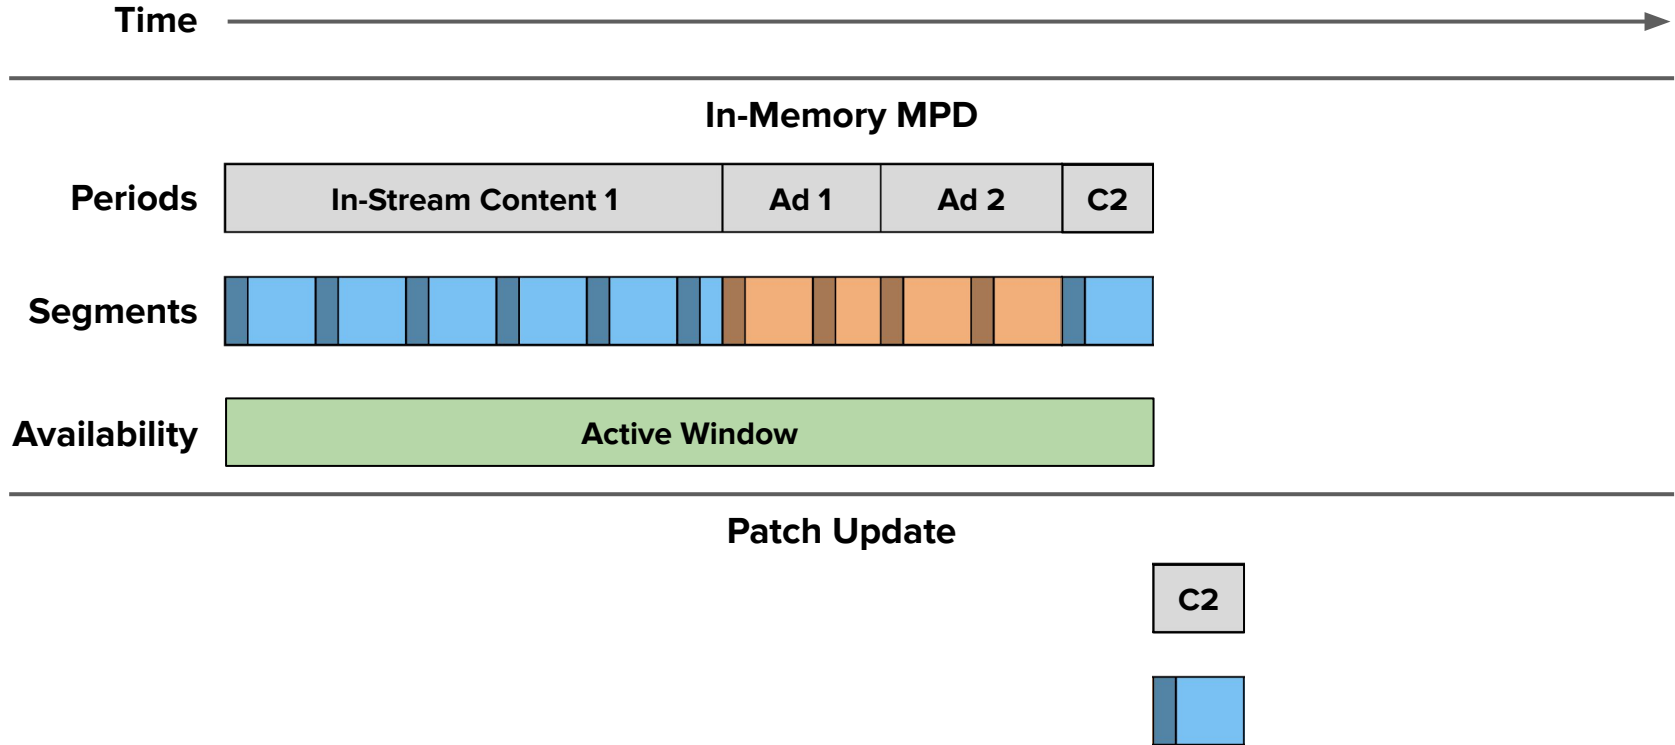 Time
In-Memory MPD
Periods In-Stream Content 1 Ad 1 Ad 2 C2
Segments
Availability Active Window
Patch Update
C2